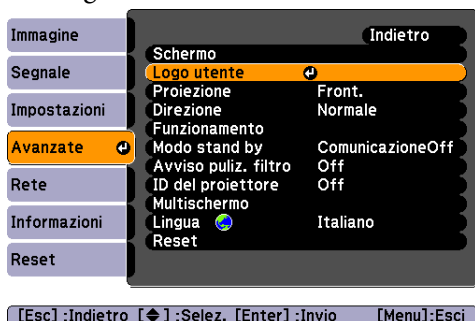 Immagine
Segnale
Impostazioni
Avanzate
Rete
Informazioni
Reset
Indietro
Schermo
Logo utente
Proiezione Front.
Direzione Normale
Funzionamento
Modo stand by ComunicazioneOff
Avviso puliz. filtro Off
ID del proiettore Off
Multischermo
Lingua Italiano
Reset
[Esc] :Indietro [◆] :Selez. [Enter] :Invio [Menu]:Esci